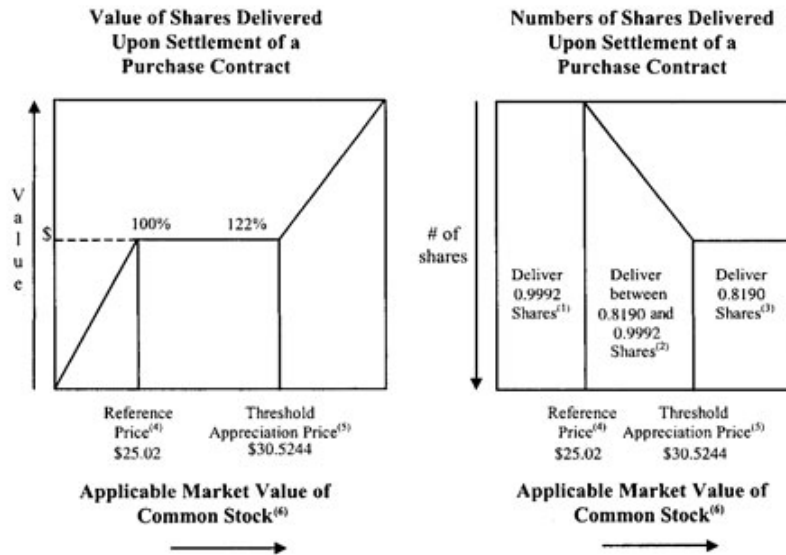 Value of Shares Delivered
Upon Settlement of a
Purchase Contract
Value
$
100%
122%
Reference
Price(4)
$25.02
Threshold
Appreciation Price(5)
$30.5244
Applicable Market Value of
Common Stock(6)
Numbers of Shares Delivered
Upon Settlement of a
Purchase Contract
# of
shares
Deliver
0.9992
Shares(1)
Deliver
between
0.8190 and
0.9992
Shares(2)
Deliver
0.8190
Shares(3)
Reference
Price(4)
$25.02
Threshold
Appreciation Price(5)
$30.5244
Applicable Market Value of
Common Stock(6)